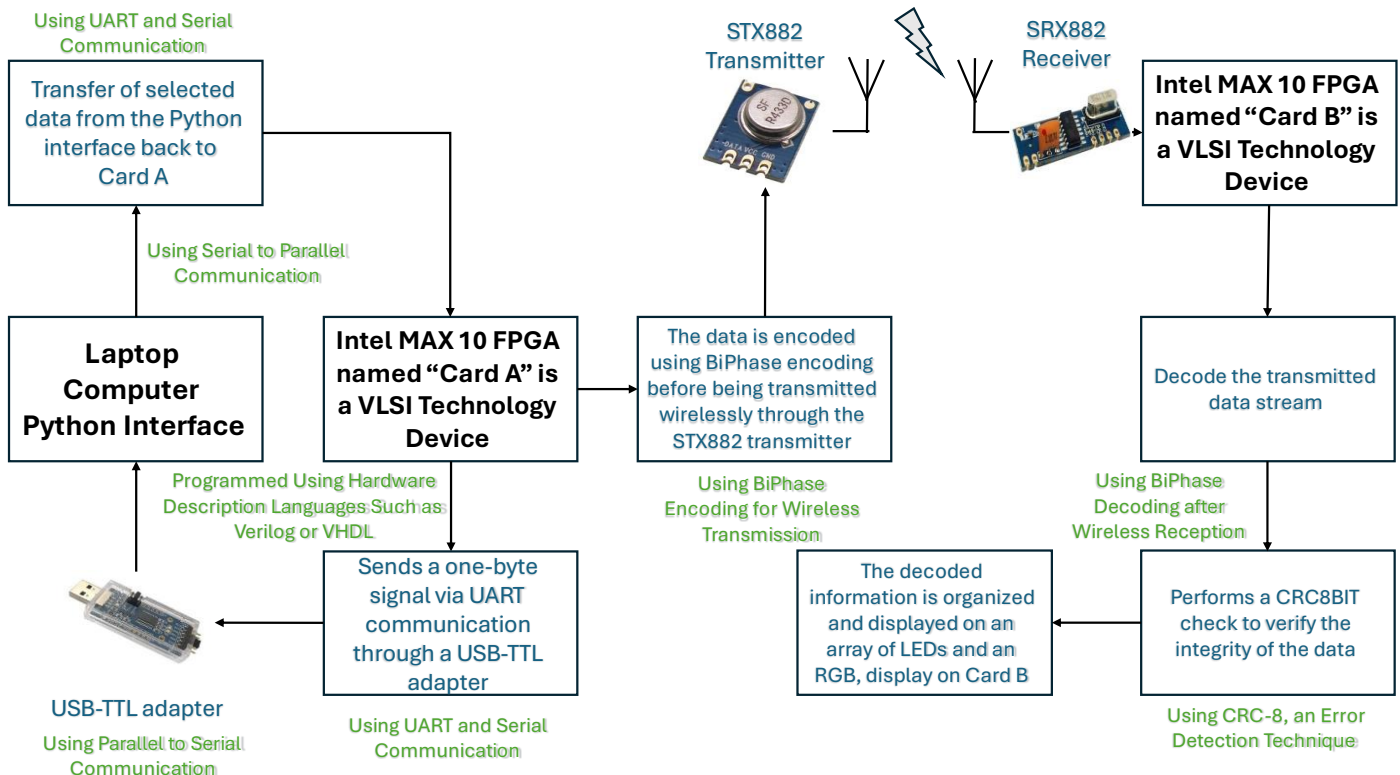 Using UART and Serial
Communication
Transfer of selected
data from the Python
interface back to
Card A
Using Serial to Parallel
Communication
Laptop
Computer
Python Interface
Intel MAX 10 FPGA
named “Card A” is
a VLSI Technology
Device
Programmed Using Hardware
Description Languages Such as
Verilog or VHDL
Sends a one-byte
signal via UART
communication
through a USB-TTL
adapter
Using UART and Serial
Communication
USB-TTL adapter
Using Parallel to Serial
Communication
The data is encoded
using BiPhase encoding
before being transmitted
wirelessly through the
STX882 transmitter
Using BiPhase
Encoding for Wireless
Transmission
STX882
Transmitter
SF
R433D
DATA VCC GND
SRX882
Receiver
Intel MAX 10 FPGA
named “Card B” is
a VLSI Technology
Device
Decode the transmitted
data stream
Using BiPhase
Decoding after
Wireless Reception
Performs a CRC8BIT
check to verify the
integrity of the data
Using CRC-8, an Error
Detection Technique
The decoded
information is organized
and displayed on an
array of LEDs and an
RGB, display on Card B